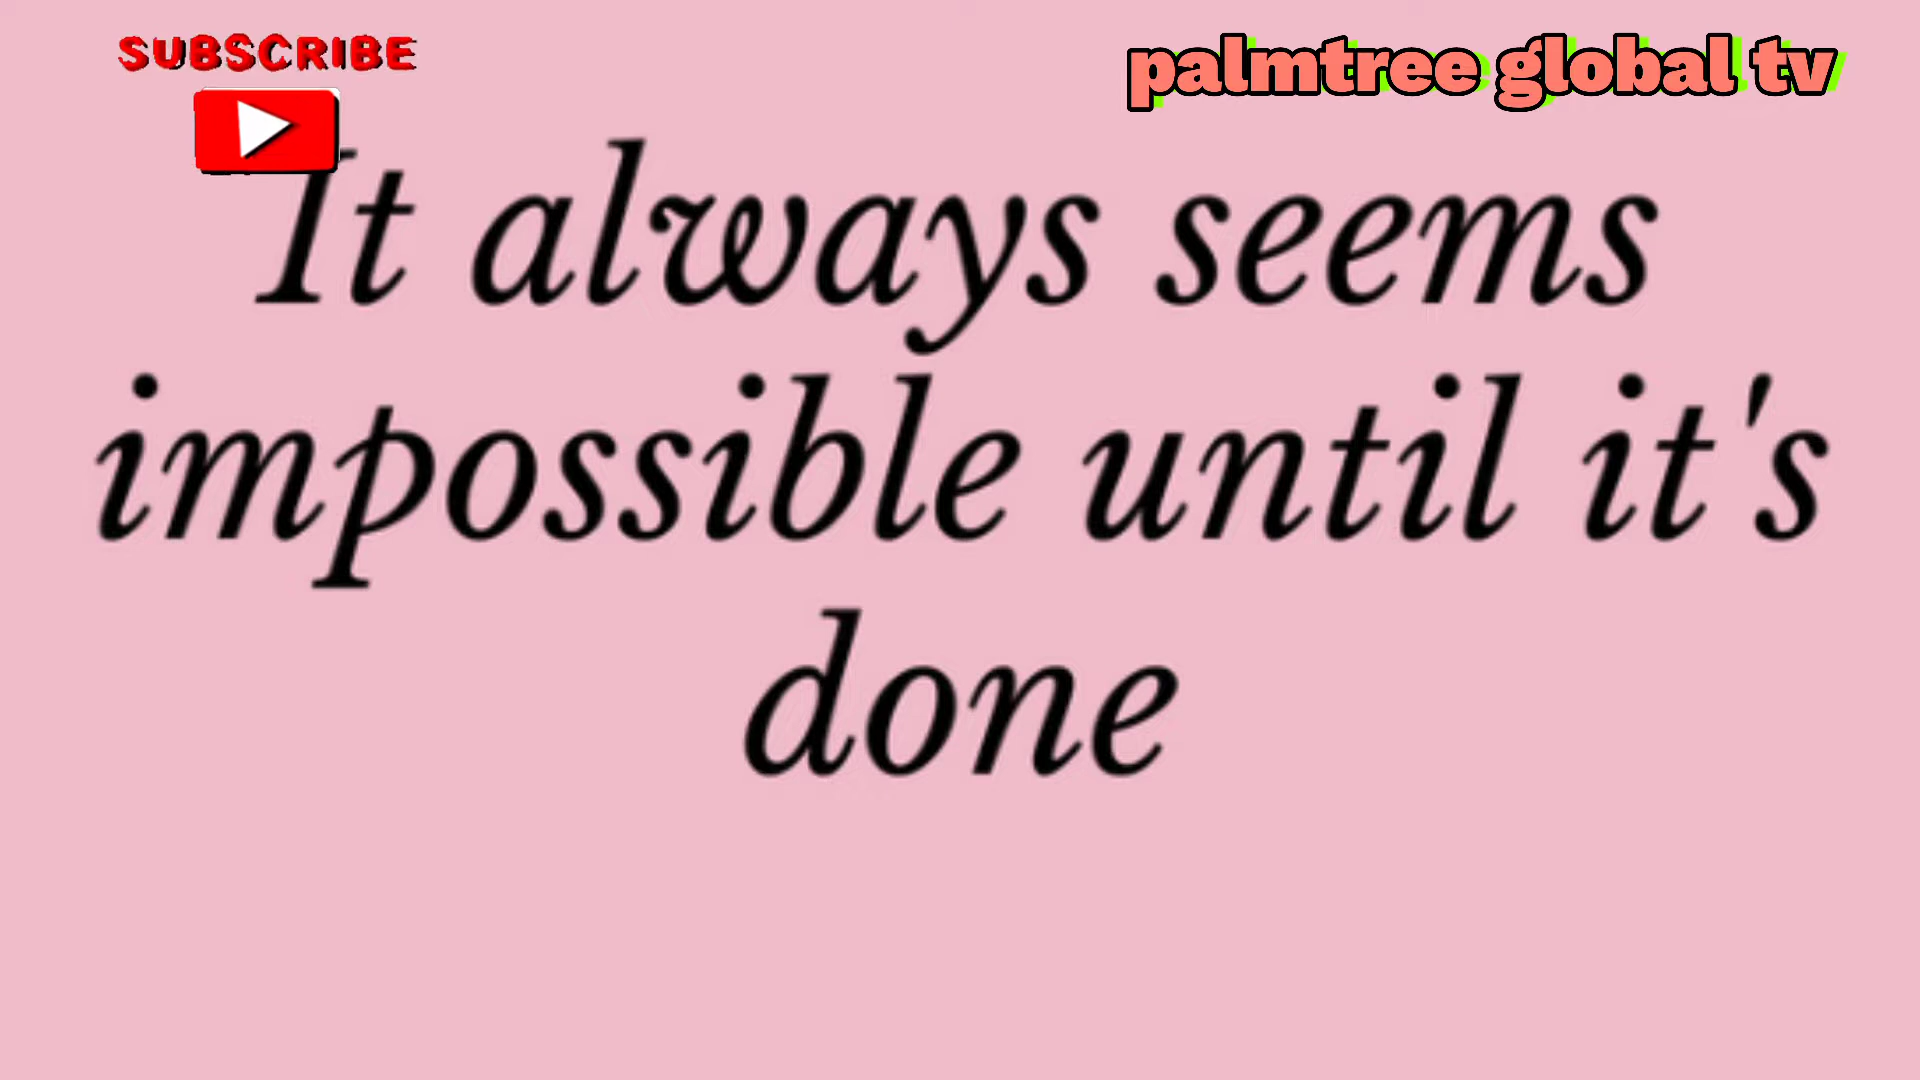 SUBSCRIBE
palmtree global tv
It always seems
impossible until it's
done